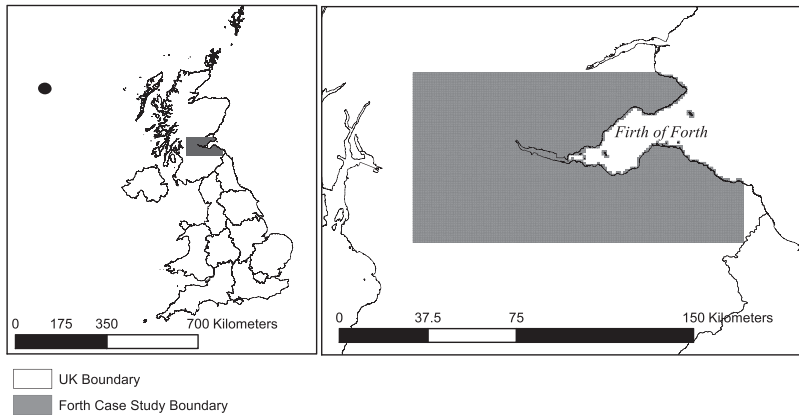 Firth of Forth
0 175 350 700 Kilometers
0 37.5 75 150 Kilometers
UK Boundary
Forth Case Study Boundary